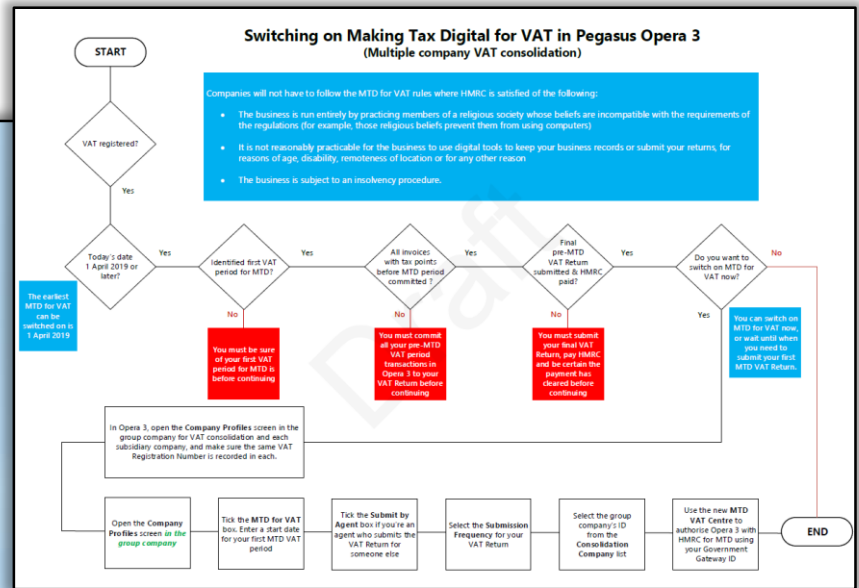 Switching on Making Tax Digital for VAT in Pegasus Opera 3
(Multiple company VAT consolidation)
START
Companies will not have to follow the MTD for VAT rules where HMRC is satisfied of the following:
• The business is run entirely by practicing members of a religious society whose beliefs are incompatible with the requirements of
the regulations (for example, those religious beliefs prevent them from using computers)
• It is not reasonably practicable for the business to use digital tools to keep your business records or submit your returns, for
reasons of age, disability, remoteness of location or for any other reason
• The business is subject to an insolvency procedure.
VAT registered?
Yes
Today's date
1 April 2019 or
later?
Yes
The earliest
MTD for VAT
can be
switched on is
1 April 2019
Identified first VAT
period for MTD?
Yes
No
You must be sure
of your first VAT
period for MTD is
before continuing
All invoices
with tax points
before MTD period
committed ?
Yes
No
You must commit
all your pre-MTD
VAT period
transactions in
Opera 3 to your
VAT Return before
continuing
Final
pre-MTD
VAT Return
submitted & HMRC
paid?
Yes
No
You must submit
your final VAT
Return, pay HMRC
and be certain the
payment has
cleared before
continuing
Do you want to
switch on MTD for
VAT now?
No
Yes
You can switch on
MTD for VAT now,
or wait until when
you need to
submit your first
MTD VAT Return.
Draft
In Opera 3, open the Company Profiles screen in the
group company for VAT consolidation and each
subsidiary company, and make sure the same VAT
Registration Number is recorded in each.
Open the Company
Profiles screen in the
group company
Tick the MTD for VAT
box. Enter a start date
for your first MTD VAT
period
Tick the Submit by
Agent box if you're an
agent who submits the
VAT Return for
someone else
Select the Submission
Frequency for your
VAT Return
Select the group
company's ID
from the
Consolidation
Company list
Use the new MTD
VAT Centre to
authorise Opera 3 with
HMRC for MTD using
your Government
Gateway ID
END